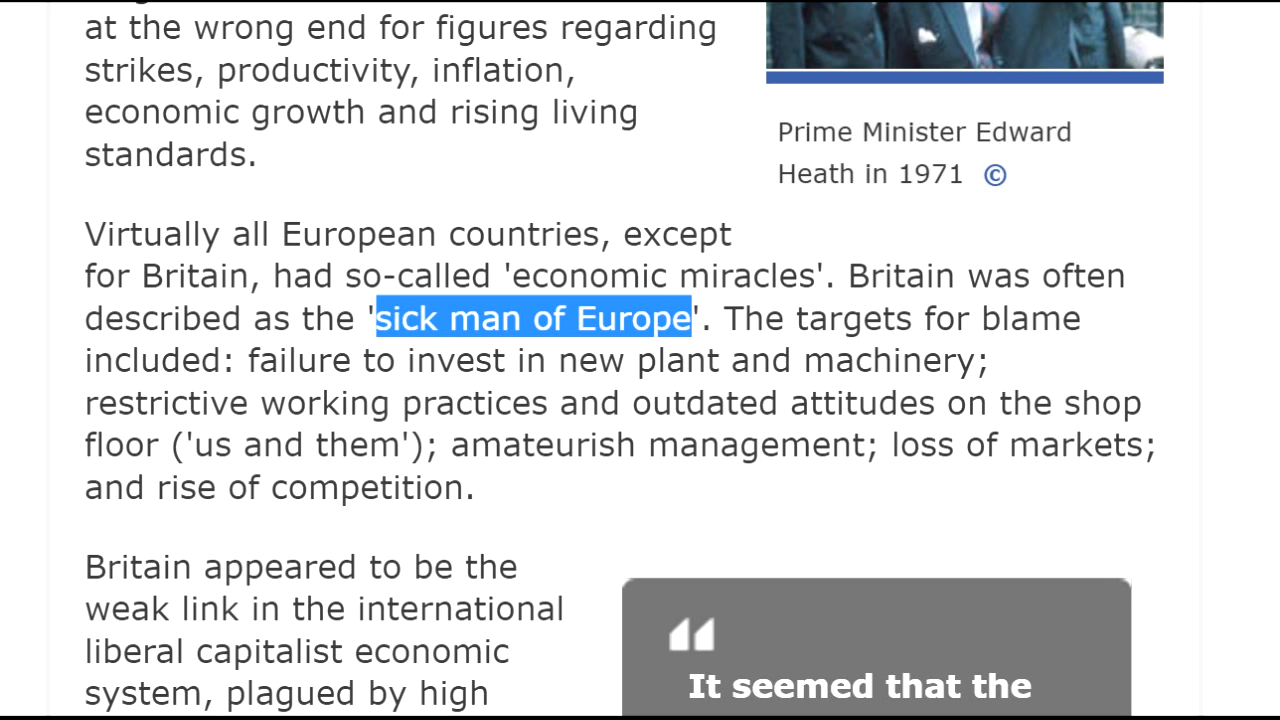 at the wrong end for figures regarding
strikes, productivity, inflation,
economic growth and rising living
standards.
Prime Minister Edward
Heath in 1971 ©
Virtually all European countries, except
for Britain, had so-called 'economic miracles'. Britain was often
described as the 'sick man of Europe'. The targets for blame
included: failure to invest in new plant and machinery;
restrictive working practices and outdated attitudes on the shop
floor ('us and them'); amateurish management; loss of markets;
and rise of competition.
Britain appeared to be the
weak link in the international
liberal capitalist economic
system, plagued by high
It seemed that the